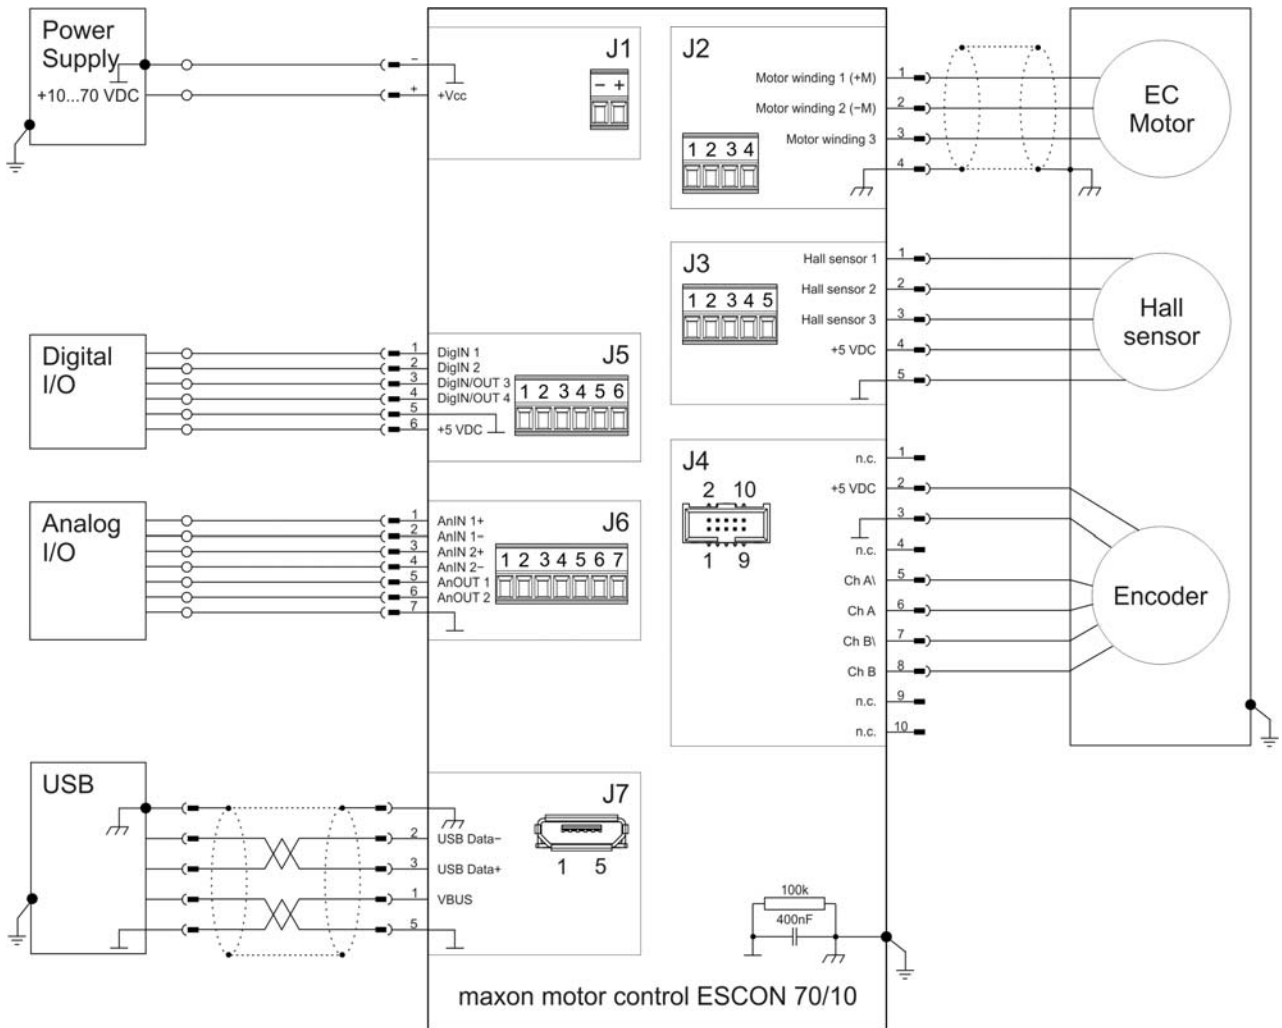 Power
Supply
+10...70 VDC
−
+
+Vcc
J1
− +
J2
Motor winding 1 (+M) 1
Motor winding 2 (−M) 2
Motor winding 3 3
4
1 2 3 4
EC
Motor
J3
Hall sensor 1 1
Hall sensor 2 2
Hall sensor 3 3
+5 VDC 4
5
1 2 3 4 5
Hall
sensor
Digital
I/O
1 DigIN 1
2 DigIN 2
3 DigIN/OUT 3
4 DigIN/OUT 4
5
6 +5 VDC
J5
1 2 3 4 5 6
J4
2 10
1 9
n.c. 1
+5 VDC 2
3
n.c. 4
Ch A\ 5
Ch A 6
Ch B\ 7
Ch B 8
n.c. 9
n.c. 10
Encoder
Analog
I/O
1 AnIN 1+
2 AnIN 1−
3 AnIN 2+
4 AnIN 2−
5 AnOUT 1
6 AnOUT 2
7
J6
1 2 3 4 5 6 7
USB
2 USB Data−
3 USB Data+
1 VBUS
5
J7
1 5
100k
400nF
maxon motor control ESCON 70/10